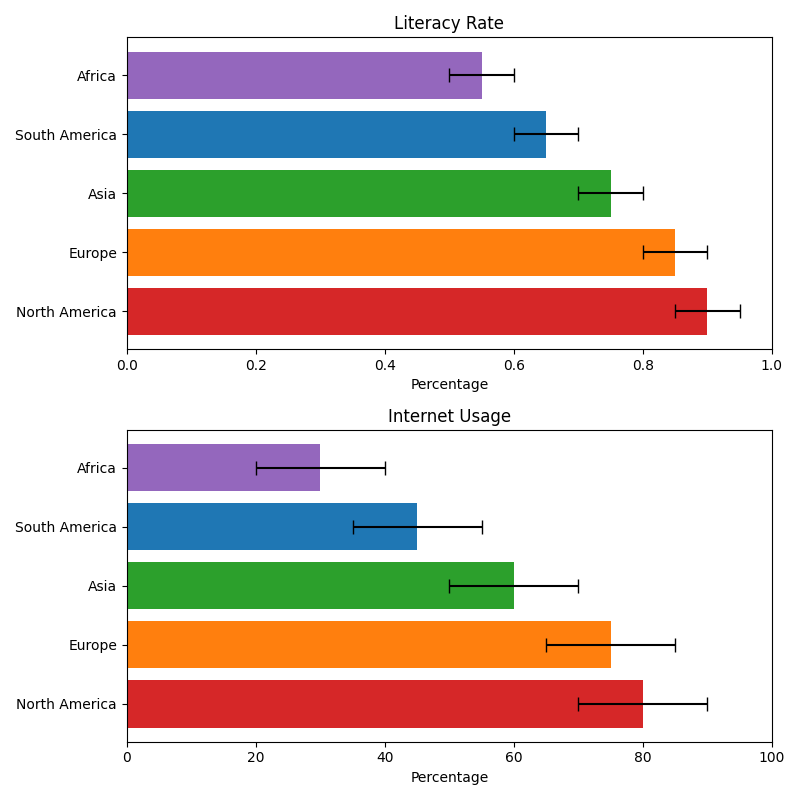 Literacy Rate
Africa
South America
Asia
Europe
North America
0.0 0.2 0.4 0.6 0.8 1.0
Percentage
Internet Usage
Africa
South America
Asia
Europe
North America
0 20 40 60 80 100
Percentage